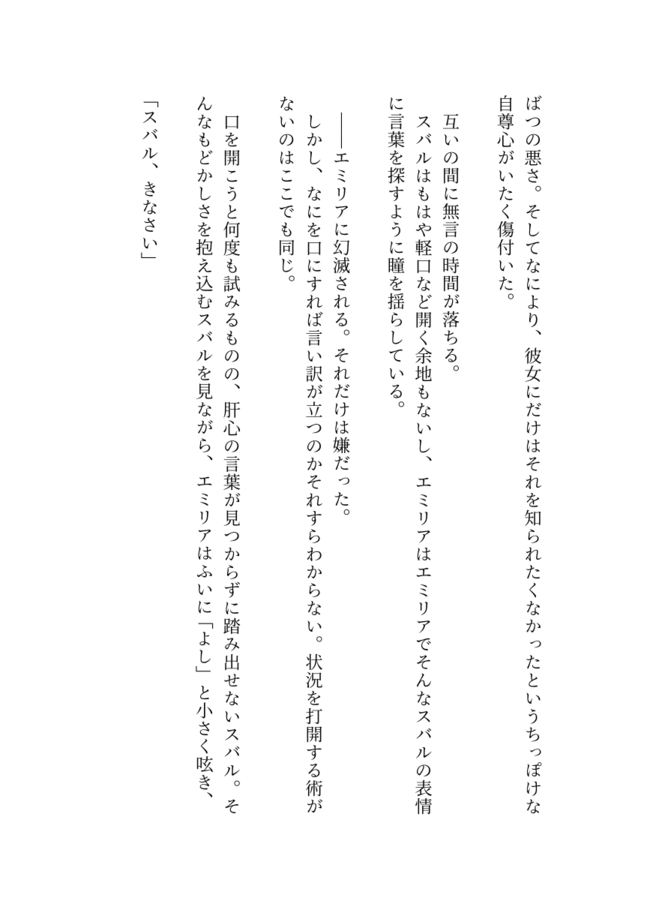 ばつの悪さ。そしてなにより、彼女にだけはそれを知られたくなかったというちっぽけな
自尊心がいたく傷付いた。
互いの間に無言の時間が落ちる。
スバルはもはや軽口など開く余地もないし、エミリアはエミリアでそんなスバルの表情
に言葉を探すように瞳を揺らしている。
――エミリアに幻滅される。それだけは嫌だった。
しかし、なにを口にすれば言い訳が立つのかそれすらわからない。状況を打開する術が
ないのはここでも同じ。
口を開こうと何度も試みるものの、肝心の言葉が見つからずに踏み出せないスバル。そ
んなもどかしさを抱え込むスバルを見ながら、エミリアはふいに「よし」と小さく呟き、
「スバル、きなさい」